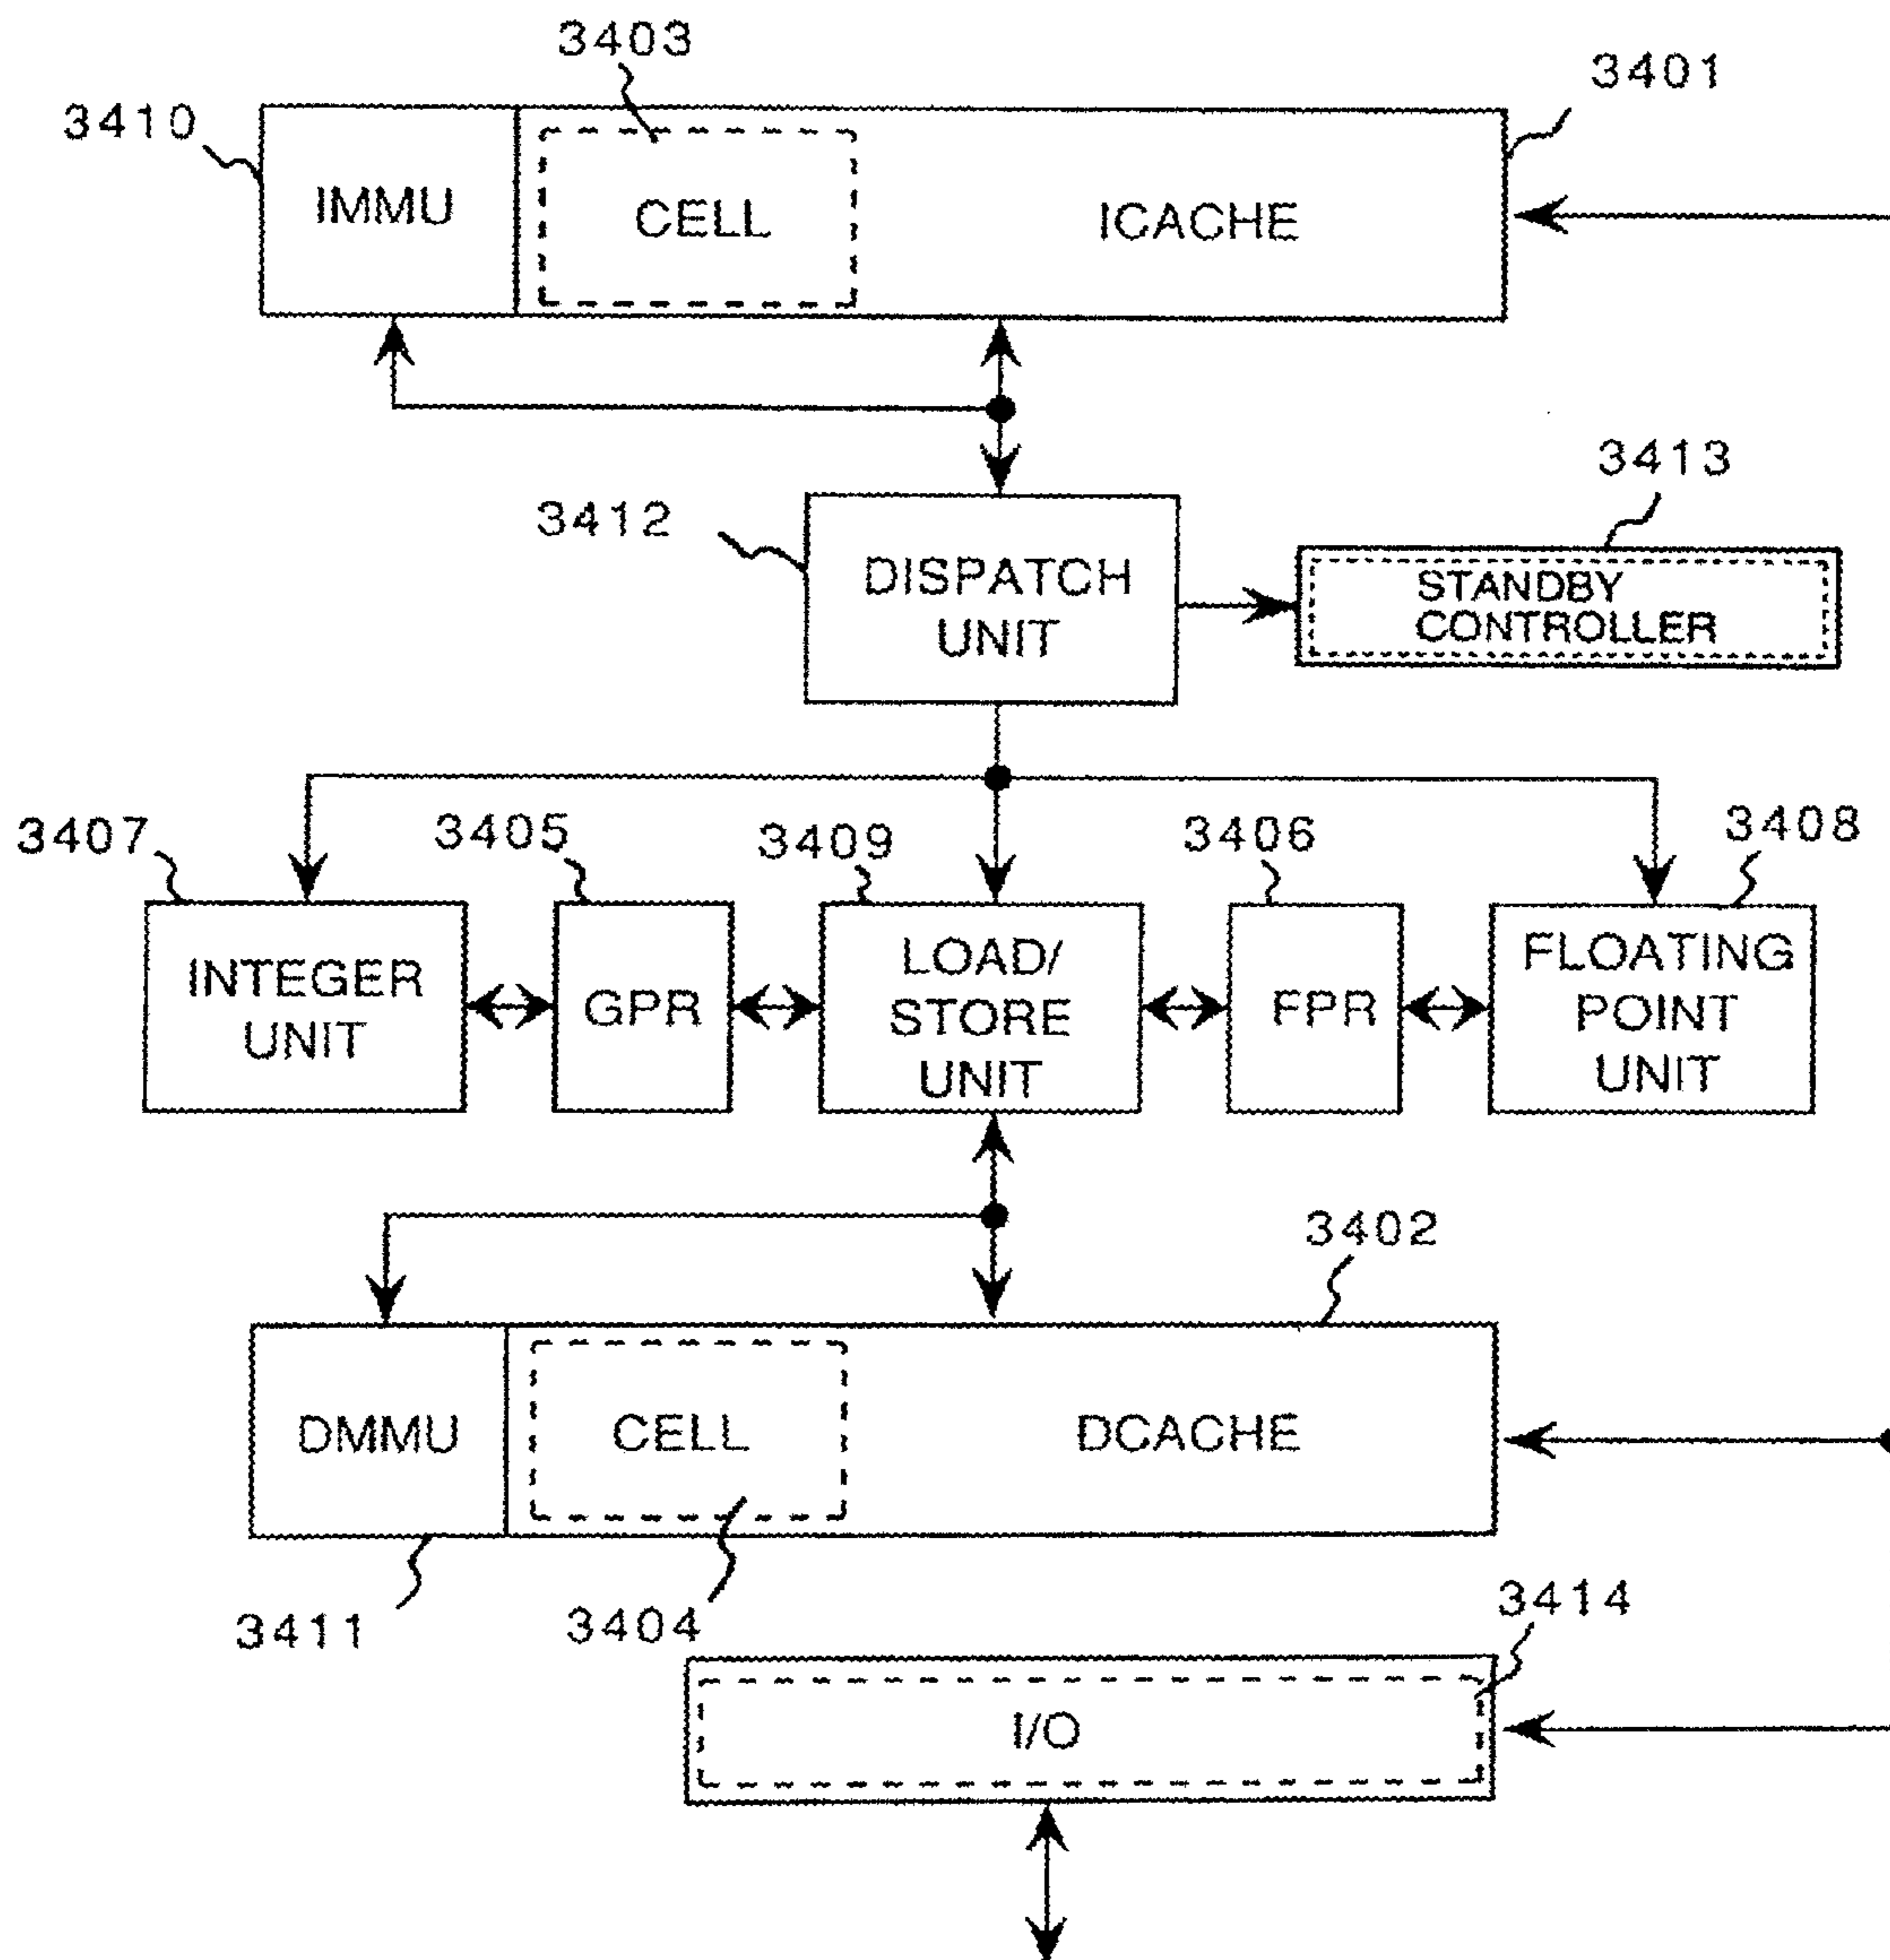 3403
3401
3410
IMMU
CELL
ICACHE
3413
3412
DISPATCH
UNIT
STANDBY
CONTROLLER
3407
3405
3409
3406
3408
INTEGER
UNIT
GPR
LOAD/
STORE
UNIT
FPR
FLOATING
POINT
UNIT
3402
DMMU
CELL
DCACHE
3411
3404
3414
I/O